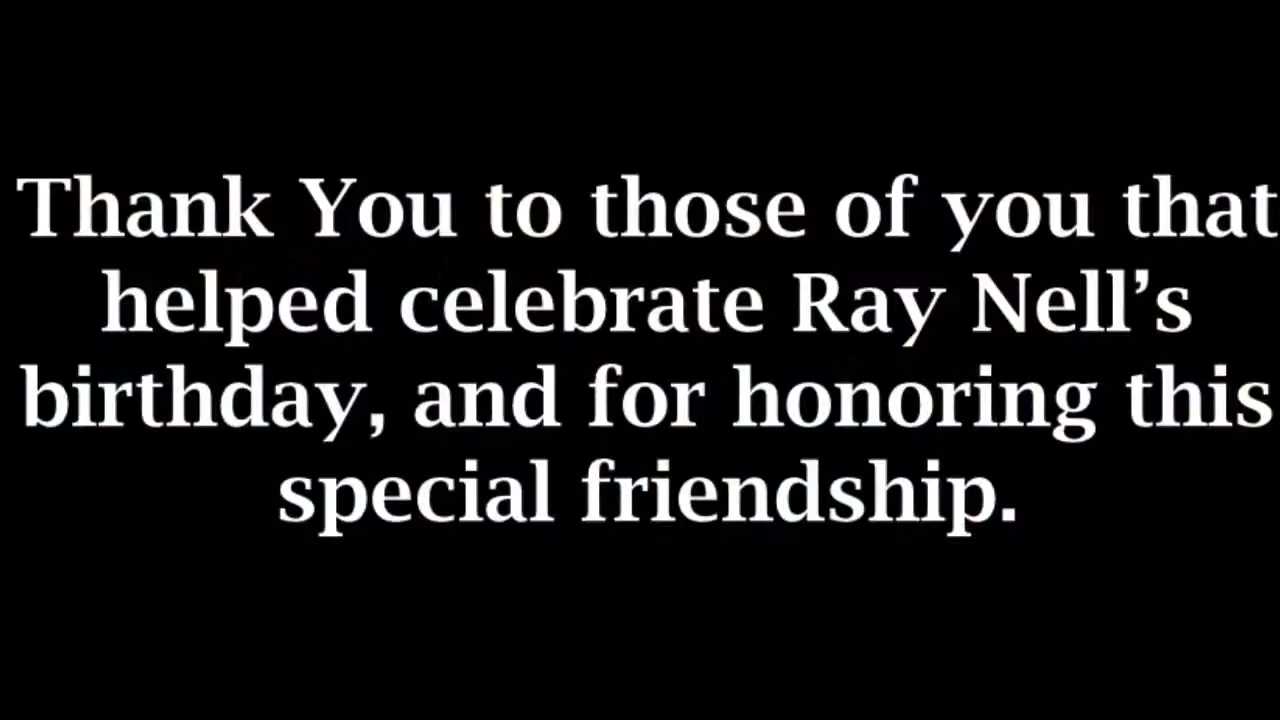 Thank You to those of you that
helped celebrate Ray Nell’s
birthday, and for honoring this
special friendship.